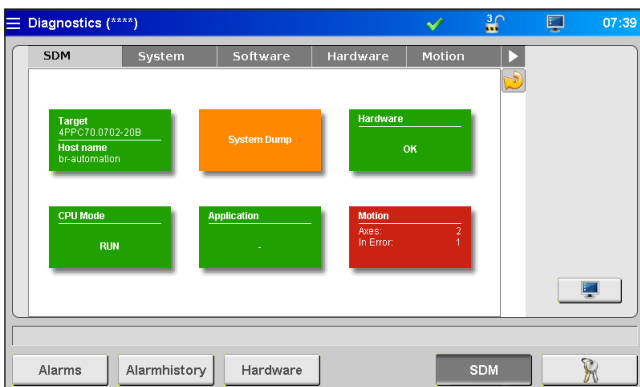 Diagnostics (****)
3
07:39
SDM
System
Software
Hardware
Motion
Target
4PPC70.0702-20B
Host name
br-automation
System Dump
Hardware
OK
CPU Mode
RUN
Application
-
Motion
Axes: 2
In Error: 1
Alarms
Alarmhistory
Hardware
SDM